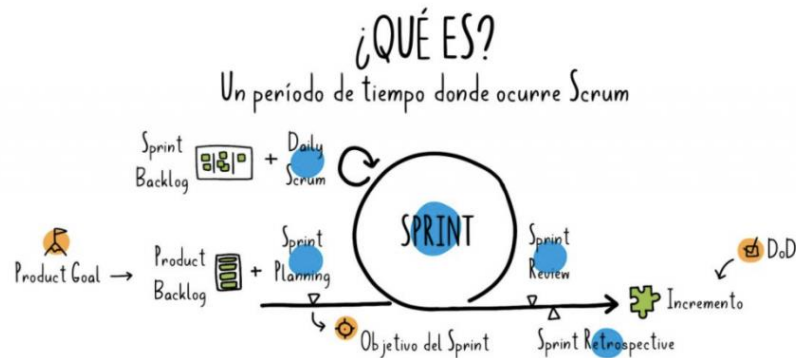 ¿QUÉ ES?
Un período de tiempo donde ocurre Scrum
Sprint
Backlog
+
Daily
Scrum
SPRINT
Product Goal →
Product
Backlog
+
Sprint
Planning
Sprint
Review
DoD
Incremento
Objetivo del Sprint
Sprint Retrospective